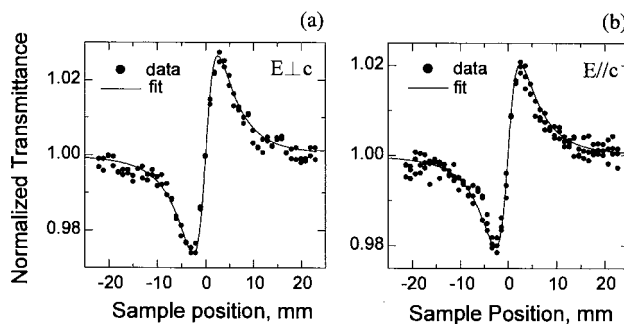 (a)
data
fit
E⊥c
1.02
1.00
0.98
Normalized Transmittance
-20 -10 0 10 20
Sample position, mm
(b)
data
fit
E//c
1.02
1.00
0.98
-20 -10 0 10 20
Sample Position, mm